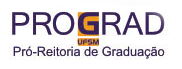 PROGRAD
UFSM
Pró-Reitoria de Graduação